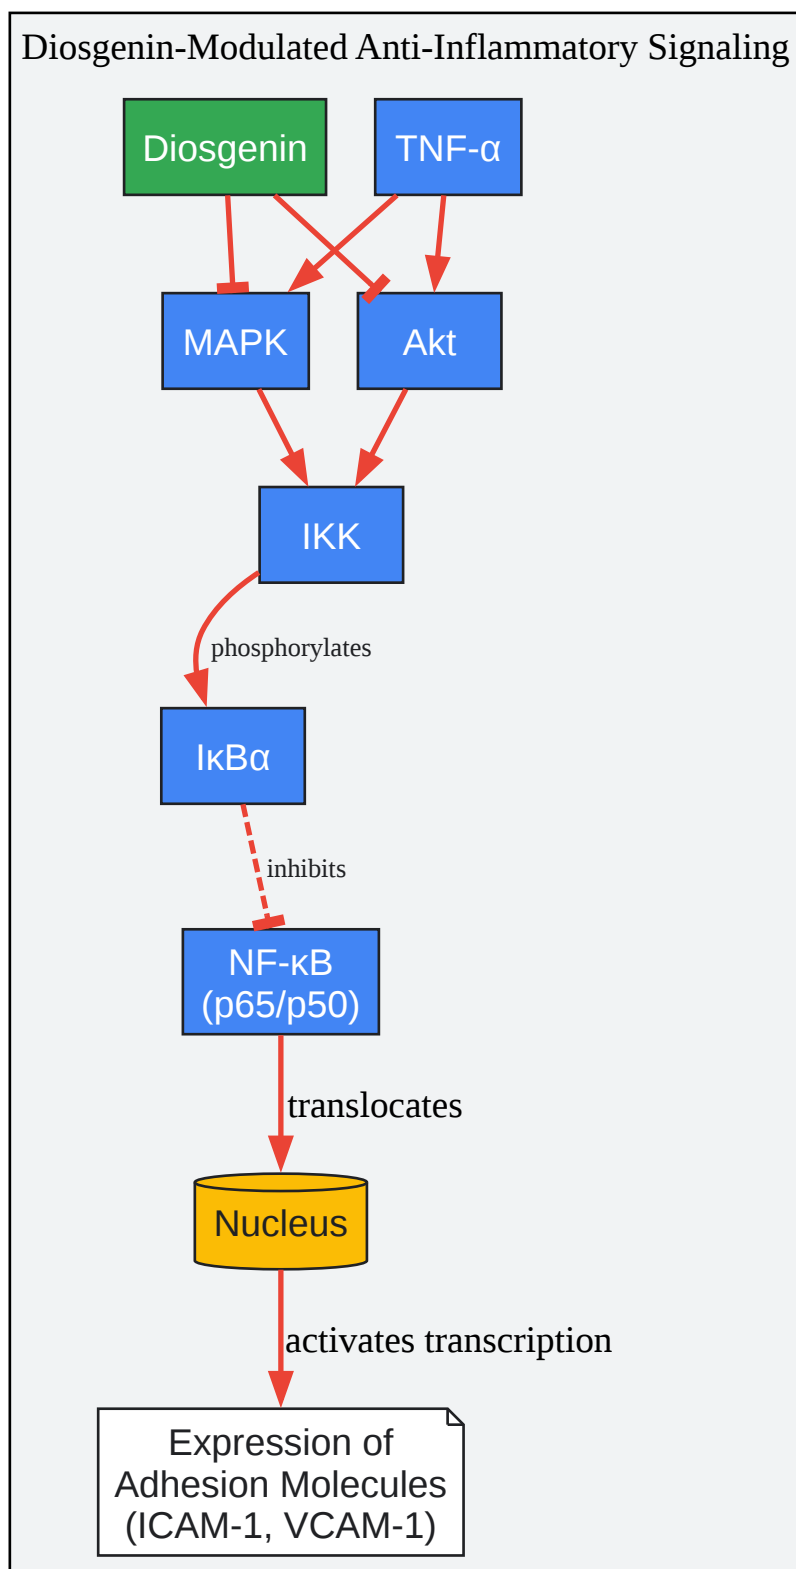 Diosgenin-Modulated Anti-Inflammatory Signaling
Diosgenin
TNF-α
MAPK
Akt
IKK
phosphorylates
IκBα
inhibits
NF-κB
(p65/p50)
translocates
Nucleus
activates transcription
Expression of
Adhesion Molecules
(ICAM-1, VCAM-1)